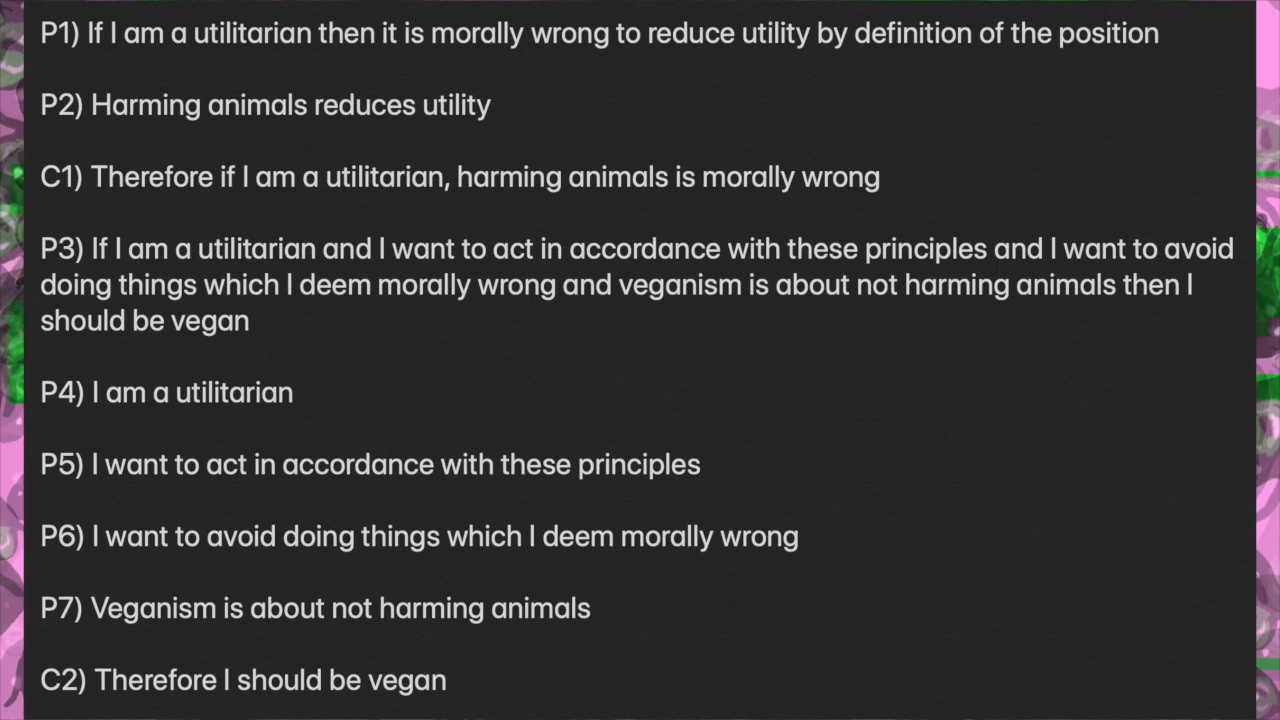 P1) If I am a utilitarian then it is morally wrong to reduce utility by definition of the position
P2) Harming animals reduces utility
C1) Therefore if I am a utilitarian, harming animals is morally wrong
P3) If I am a utilitarian and I want to act in accordance with these principles and I want to avoid
doing things which I deem morally wrong and veganism is about not harming animals then I
should be vegan
P4) I am a utilitarian
P5) I want to act in accordance with these principles
P6) I want to avoid doing things which I deem morally wrong
P7) Veganism is about not harming animals
C2) Therefore I should be vegan